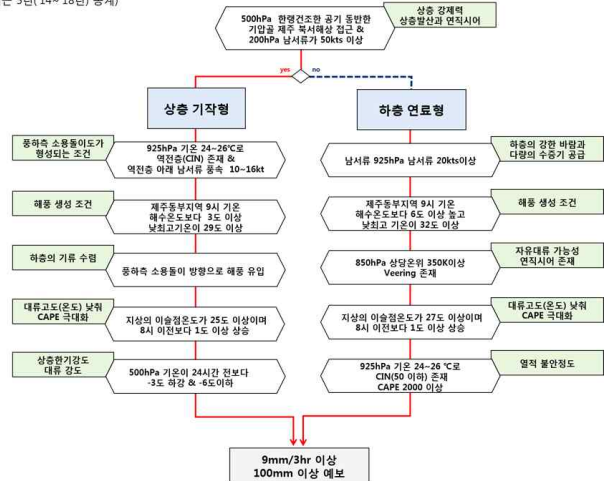 5년('14~'18년) 통계)
상층 강제력
상층발산과 연직시어
500hPa 한랭건조한 공기 동반한
기압골 제주 북서해상 접근 &
200hPa 남서류가 50kts 이상
yes
no
상층 기작형
하층 연료형
풍하측 소용돌이도가
형성되는 조건
925hPa 기온 24~26℃로
역전층(CIN) 존재 &
역전층 아래 남서류 풍속 10~16kt
남서류 925hPa 남서류 20kts이상
하층의 강한 바람과
다량의 수증기 공급
해풍 생성 조건
제주동부지역 9시 기온
해수온도보다 3도 이상
낮최고기온이 29도 이상
제주동부지역 9시 기온
해수온도보다 6도 이상 높고
낮최고 기온이 32도 이상
해풍 생성 조건
하층의 기류 수렴
풍하측 소용돌이 방향으로 해풍 유입
850hPa 상당온위 350K이상
Veering 존재
자유대류 가능성
연직시어 존재
대류고도(온도) 낮춰
CAPE 극대화
지상의 이슬점온도가 25도 이상이며
8시 이전보다 1도 이상 상승
지상의 이슬점온도가 27도 이상이며
8시 이전보다 1도 이상 상승
대류고도(온도) 낮춰
CAPE 극대화
상층한기강도
대류 강도
500hPa 기온이 24시간 전보다
-3도 하강 & -6도이하
925hPa 기온 24~26 ℃로
CIN(50 이하) 존재
CAPE 2000 이상
열적 불안정도
9mm/3hr 이상
100mm 이상 예보